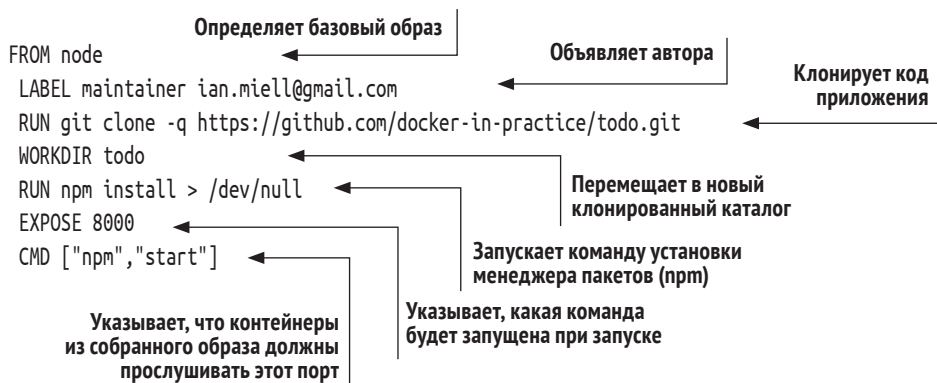 Определяет базовый образ
FROM node
Объявляет автора
LABEL maintainer ian.miell@gmail.com
Клонирует код
приложения
RUN git clone -q https://github.com/docker-in-practice/todo.git
WORKDIR todo
Перемещает в новый
клонированный каталог
RUN npm install > /dev/null
EXPOSE 8000
Запускает команду установки
менеджера пакетов (npm)
CMD ["npm","start"]
Указывает, какая команда
будет запущена при запуске
Указывает, что контейнеры
из собранного образа должны
прослушивать этот порт